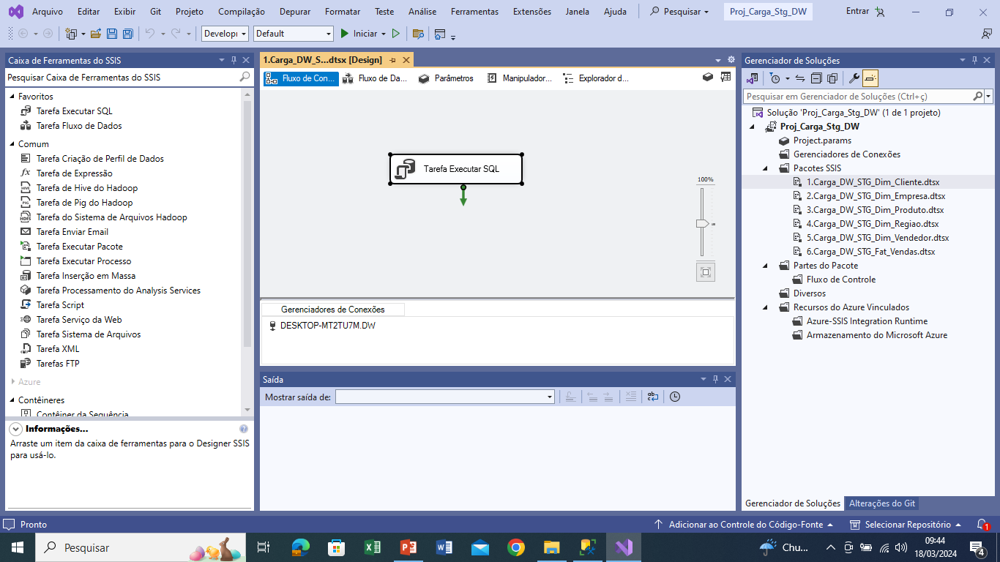 Arquivo Editar Exibir Git Projeto Compilação Depurar Formatar Teste Análise Ferramentas Extensões Janela Ajuda Pesquisar Proj_Carga_Stg_DW Entrar
Develop Default Iniciar
Caixa de Ferramentas do SSIS
Pesquisar Caixa de Ferramentas do SSIS
Favoritos
Tarefa Executar SQL
Tarefa Fluxo de Dados
Comum
Tarefa Criação de Perfil de Dados
Tarefa de Expressão
Tarefa de Hive do Hadoop
Tarefa de Pig do Hadoop
Tarefa do Sistema de Arquivos Hadoop
Tarefa Enviar Email
Tarefa Executar Pacote
Tarefa Executar Processo
Tarefa Inserção em Massa
Tarefa Processamento do Analysis Services
Tarefa Script
Tarefa Serviço da Web
Tarefa Sistema de Arquivos
Tarefa XML
Tarefas FTP
Azure
Contêineres
Contêiner da Sequência
Informações...
Arraste um item da caixa de ferramentas para o Designer SSIS
para usá-lo.
1.Carga_DW_S...dtsx [Design]
Fluxo de Con... Fluxo de Da... Parâmetros Manipulador... Explorador d...
Tarefa Executar SQL
100%
Gerenciadores de Conexões
DESKTOP-MT2TU7M.DW
Saída
Mostrar saída de:
Gerenciador de Soluções
Pesquisar em Gerenciador de Soluções (Ctrl+ç)
Solução 'Proj_Carga_Stg_DW' (1 de 1 projeto)
Proj_Carga_Stg_DW
Project.params
Gerenciadores de Conexões
Pacotes SSIS
1.Carga_DW_STG_Dim_Cliente.dtsx
2.Carga_DW_STG_Dim_Empresa.dtsx
3.Carga_DW_STG_Dim_Produto.dtsx
4.Carga_DW_STG_Dim_Regiao.dtsx
5.Carga_DW_STG_Dim_Vendedor.dtsx
6.Carga_DW_STG_Fat_Vendas.dtsx
Partes do Pacote
Fluxo de Controle
Diversos
Recursos do Azure Vinculados
Azure-SSIS Integration Runtime
Armazenamento do Microsoft Azure
Gerenciador de Soluções Alterações do Git
Pronto Adicionar ao Controle do Código-Fonte Selecionar Repositório 1
Pesquisar Chu... 09:44
18/03/2024 4